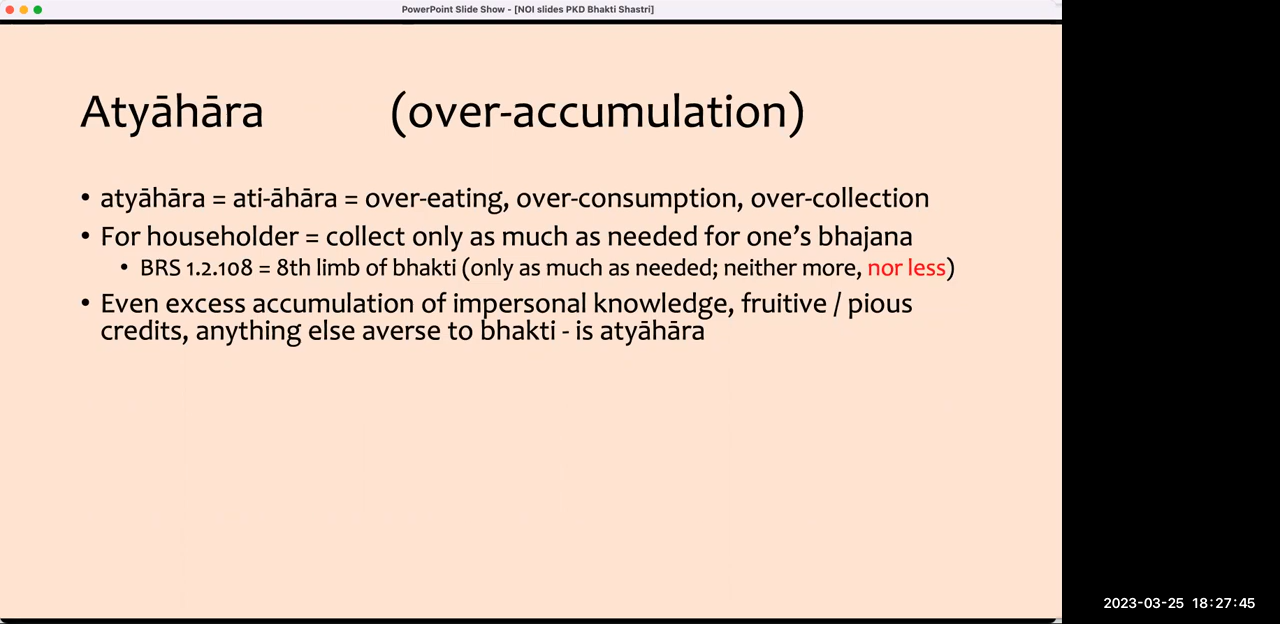 PowerPoint Slide Show - [NOI slides PKD Bhakti Shastri]
Atyāhāra (over-accumulation)
• atyāhāra = ati-āhāra = over-eating, over-consumption, over-collection
• For householder = collect only as much as needed for one’s bhajana
• BRS 1.2.108 = 8th limb of bhakti (only as much as needed; neither more, nor less)
• Even excess accumulation of impersonal knowledge, fruitive / pious
credits, anything else averse to bhakti - is atyāhāra
2023-03-25 18:27:45